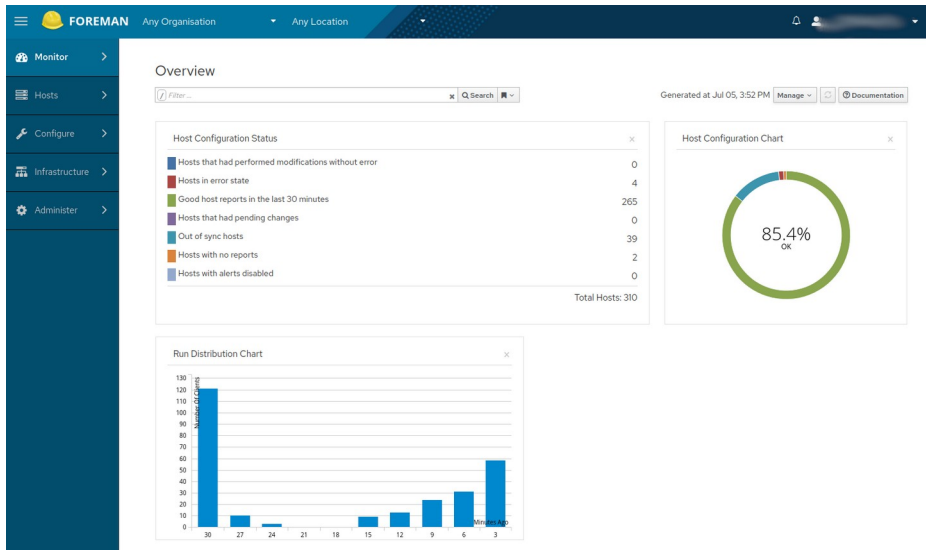 FOREMAN Any Organisation Any Location
Monitor
Hosts
Configure
Infrastructure
Administer
Overview
Filter ... Search
Generated at Jul 05, 3:52 PM Manage Documentation
Host Configuration Status
Hosts that had performed modifications without error 0
Hosts in error state 4
Good host reports in the last 30 minutes 265
Hosts that had pending changes 0
Out of sync hosts 39
Hosts with no reports 2
Hosts with alerts disabled 0
Total Hosts: 310
Host Configuration Chart
85.4%
OK
Run Distribution Chart
Number Of Clients
130
120
110
100
90
80
70
60
50
40
30
20
10
0
Minutes Ago
30 27 24 21 18 15 12 9 6 3